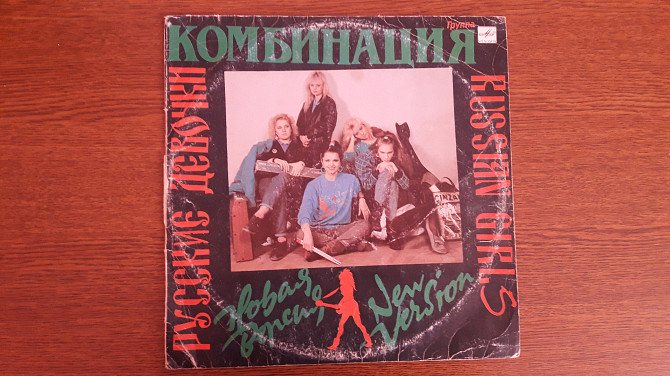 Группа
КОМБИНАЦИЯ
РУССКИЕ ДЕВОЧКИ
RUSSIAN GIRLS
Новая
версия
New
Version